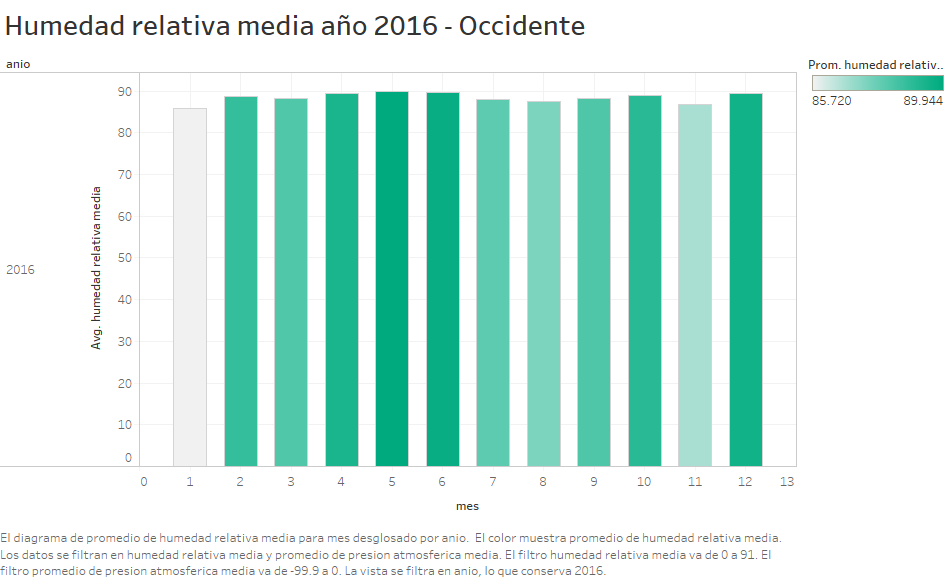 Humedad relativa media año 2016 - Occidente
anio
Prom. humedad relativ..
85.720 89.944
90
80
70
60
50
40
30
20
10
0
Avg. humedad relativa media
2016
0 1 2 3 4 5 6 7 8 9 10 11 12 13
mes
El diagrama de promedio de humedad relativa media para mes desglosado por anio.  El color muestra promedio de humedad relativa media.
Los datos se filtran en humedad relativa media y promedio de presion atmosferica media. El filtro humedad relativa media va de 0 a 91. El
filtro promedio de presion atmosferica media va de -99.9 a 0. La vista se filtra en anio, lo que conserva 2016.